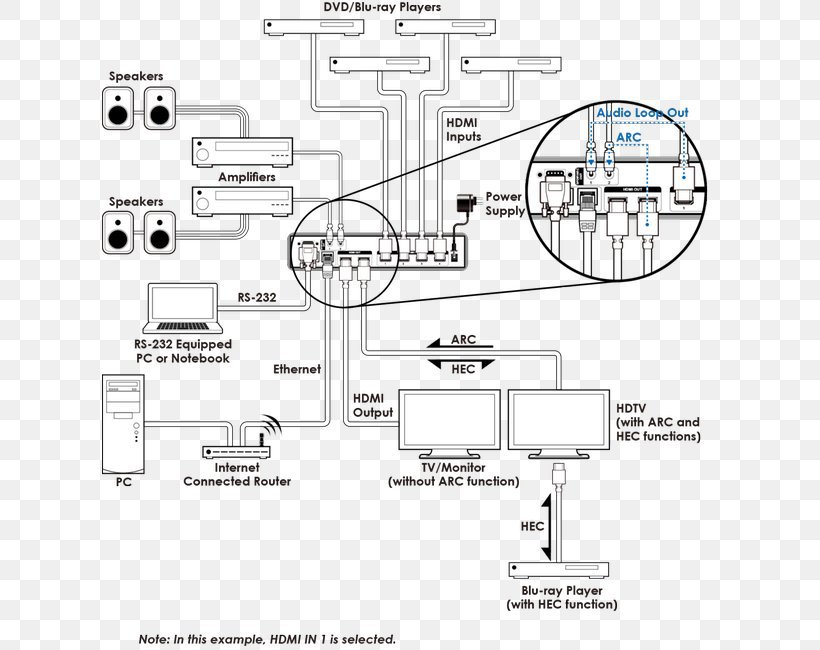 DVD/Blu-ray Players
Speakers
HDMI
Inputs
Audio Loop Out
ARC
Amplifiers
Speakers
Power
Supply
HDMI OUT
RS-232
RS-232 Equipped
PC or Notebook
ARC
HEC
Ethernet
HDMI
Output
HDTV
(with ARC and
HEC functions)
Internet
Connected Router
PC
TV/Monitor
(without ARC function)
HEC
Blu-ray Player
(with HEC function)
Note: In this example, HDMI IN 1 is selected.